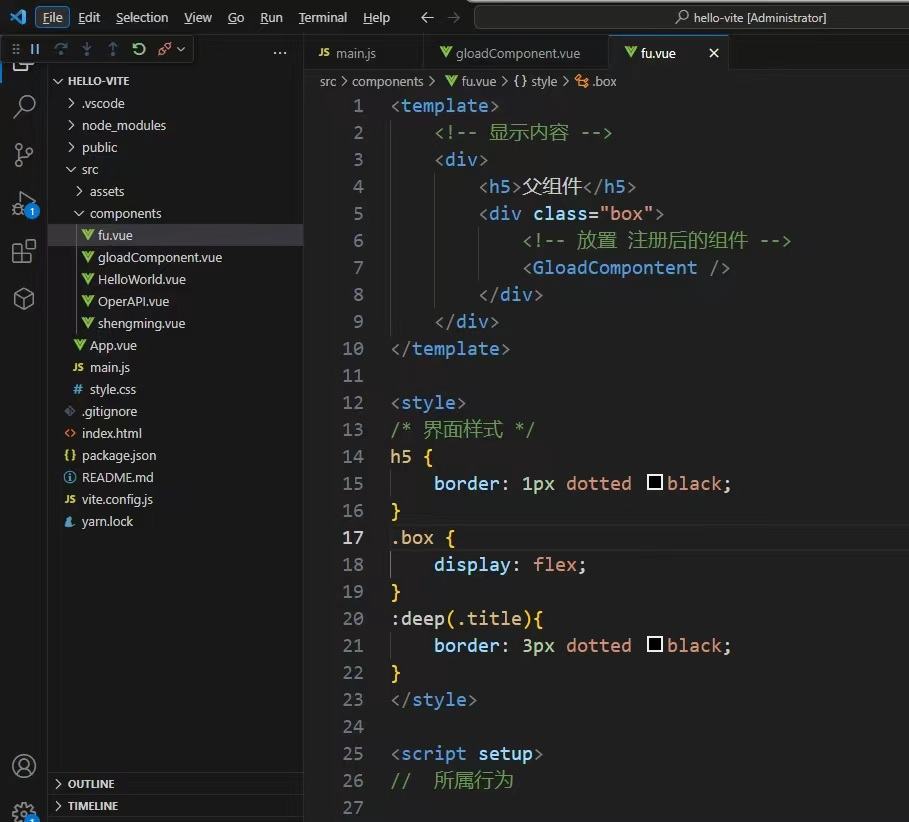 File Edit Selection View Go Run Terminal Help
hello-vite [Administrator]
JS main.js
gloadComponent.vue
fu.vue
src > components > fu.vue > {} style > .box
HELLO-VITE
.vscode
node_modules
public
src
assets
components
fu.vue
gloadComponent.vue
HelloWorld.vue
OperAPI.vue
shengming.vue
App.vue
JS main.js
# style.css
.gitignore
<> index.html
{} package.json
README.md
JS vite.config.js
yarn.lock
OUTLINE
TIMELINE
1
1
1 <template>
2 <!-- 显示内容 -->
3 <div>
4 <h5>父组件</h5>
5 <div class="box">
6 <!-- 放置 注册后的组件 -->
7 <GloadCompontent />
8 </div>
9 </div>
10 </template>
11
12 <style>
13 /* 界面样式 */
14 h5 {
15 border: 1px dotted black;
16 }
17 .box {
18 display: flex;
19 }
20 :deep(.title){
21 border: 3px dotted black;
22 }
23 </style>
24
25 <script setup>
26 // 所属行为
27